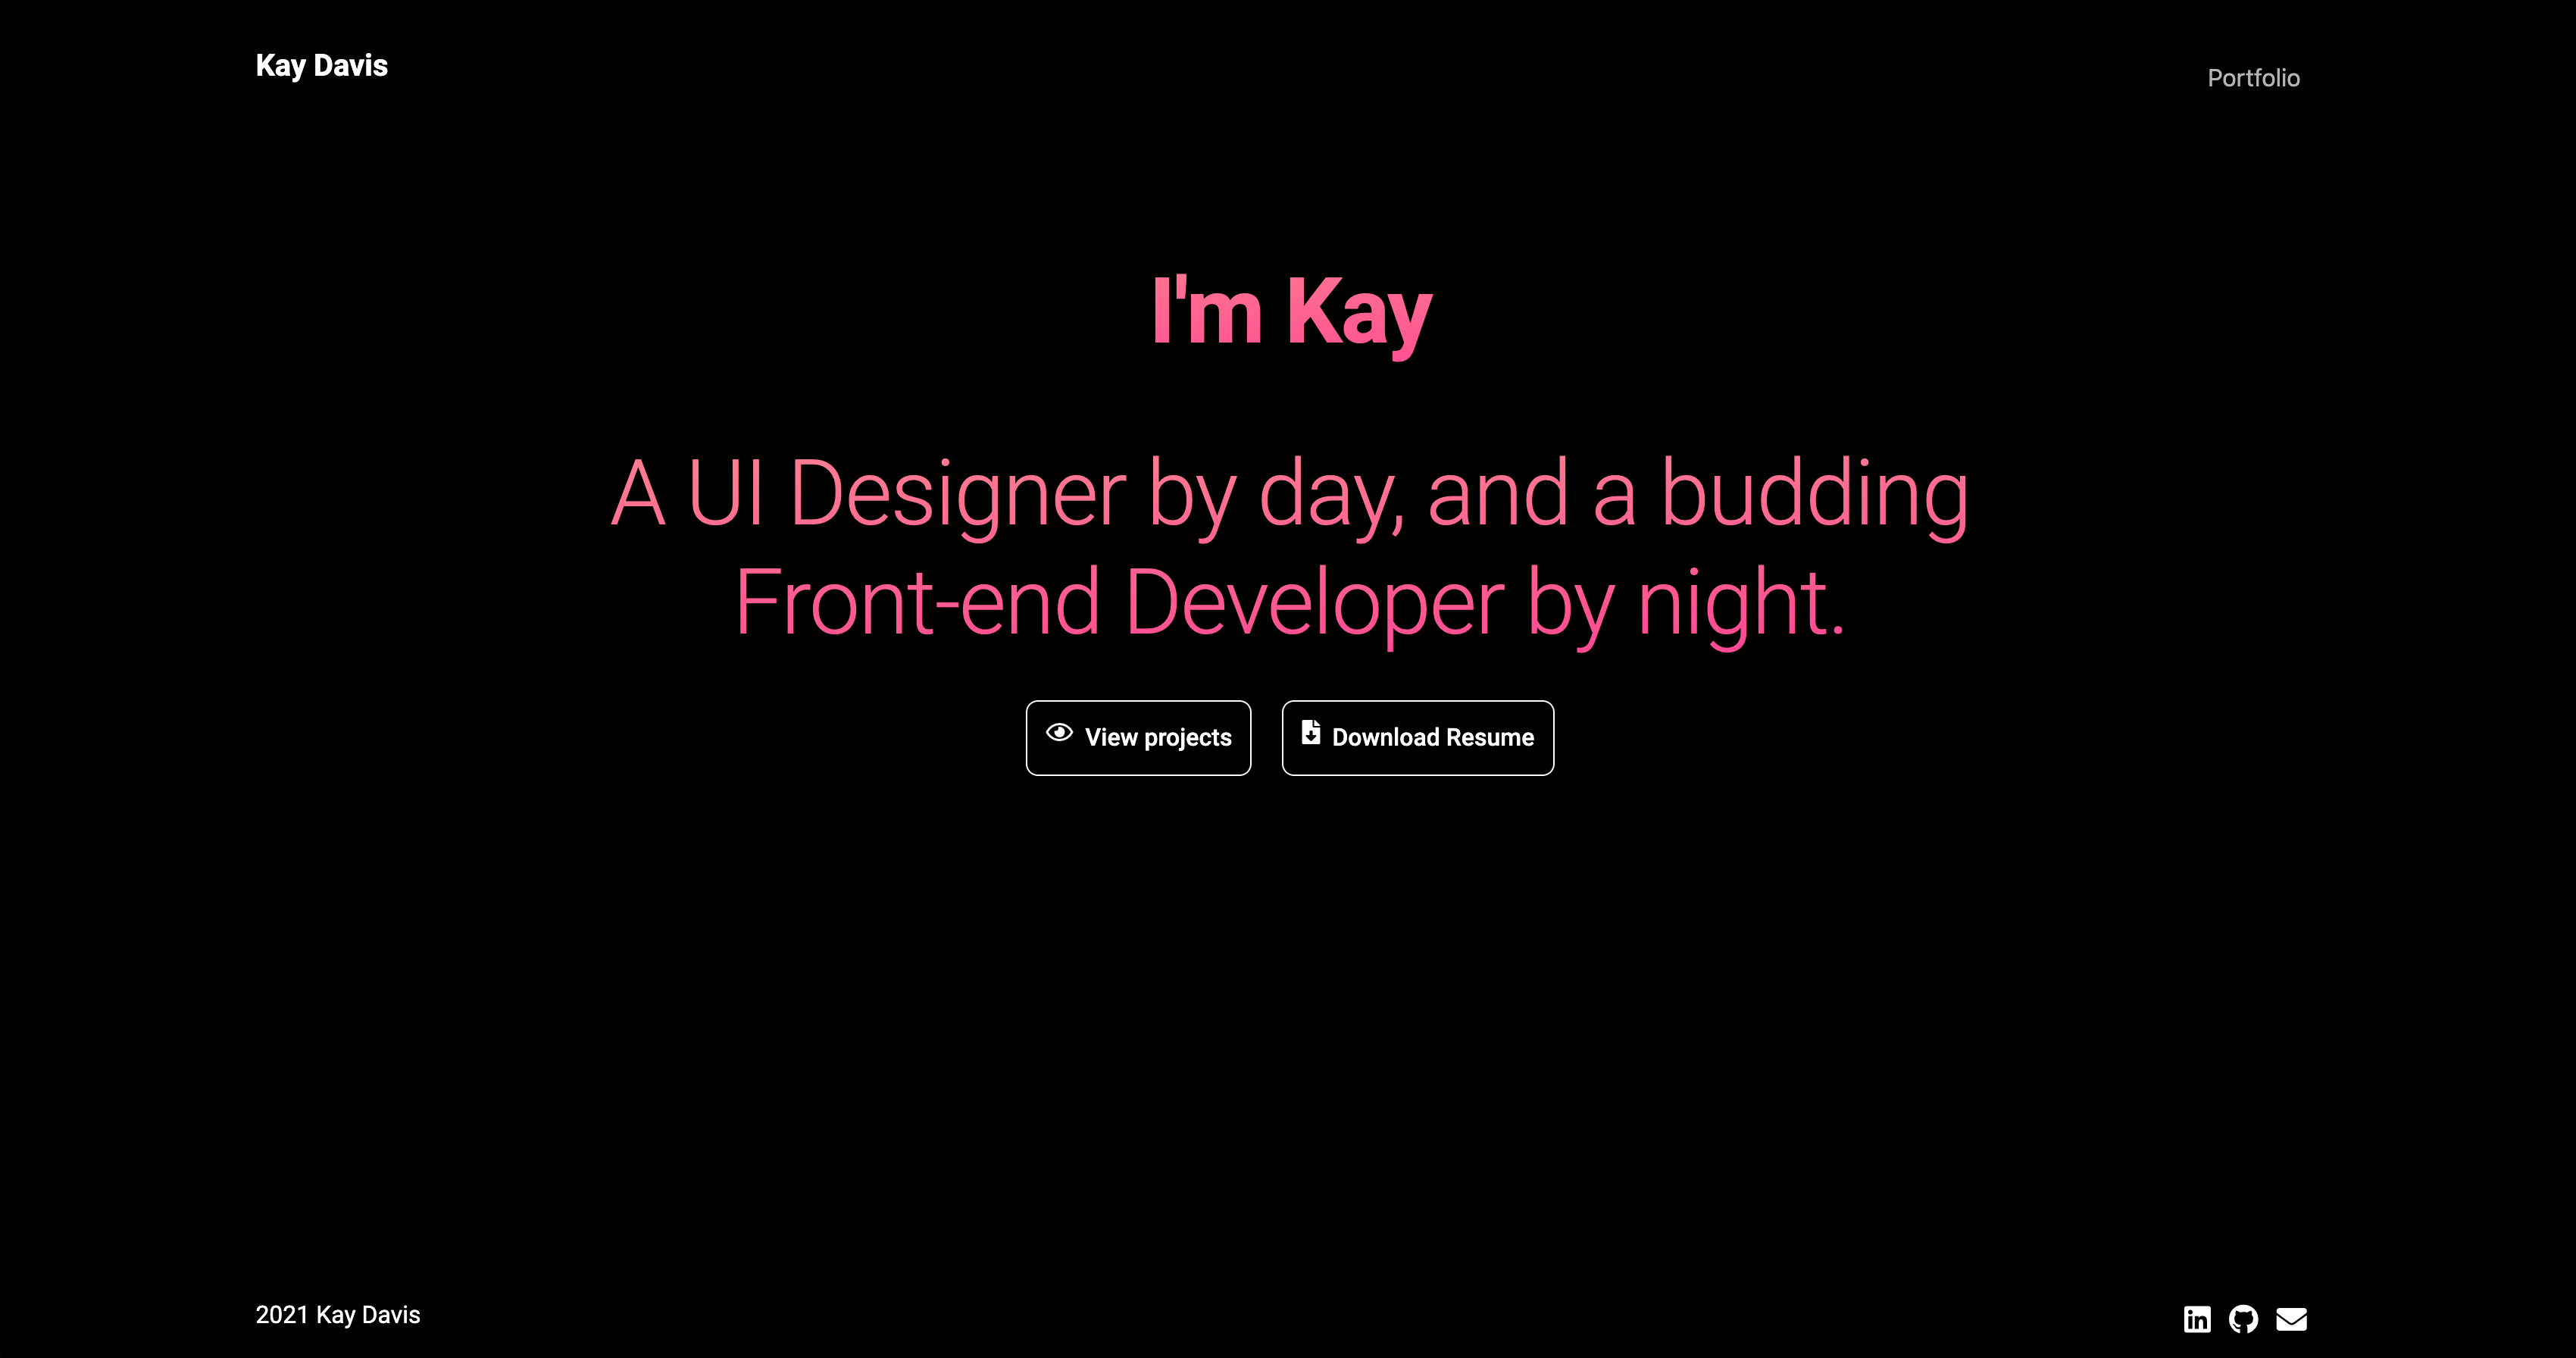 Kay Davis
Portfolio
I'm Kay
A UI Designer by day, and a budding
Front-end Developer by night.
View projects
Download Resume
2021 Kay Davis